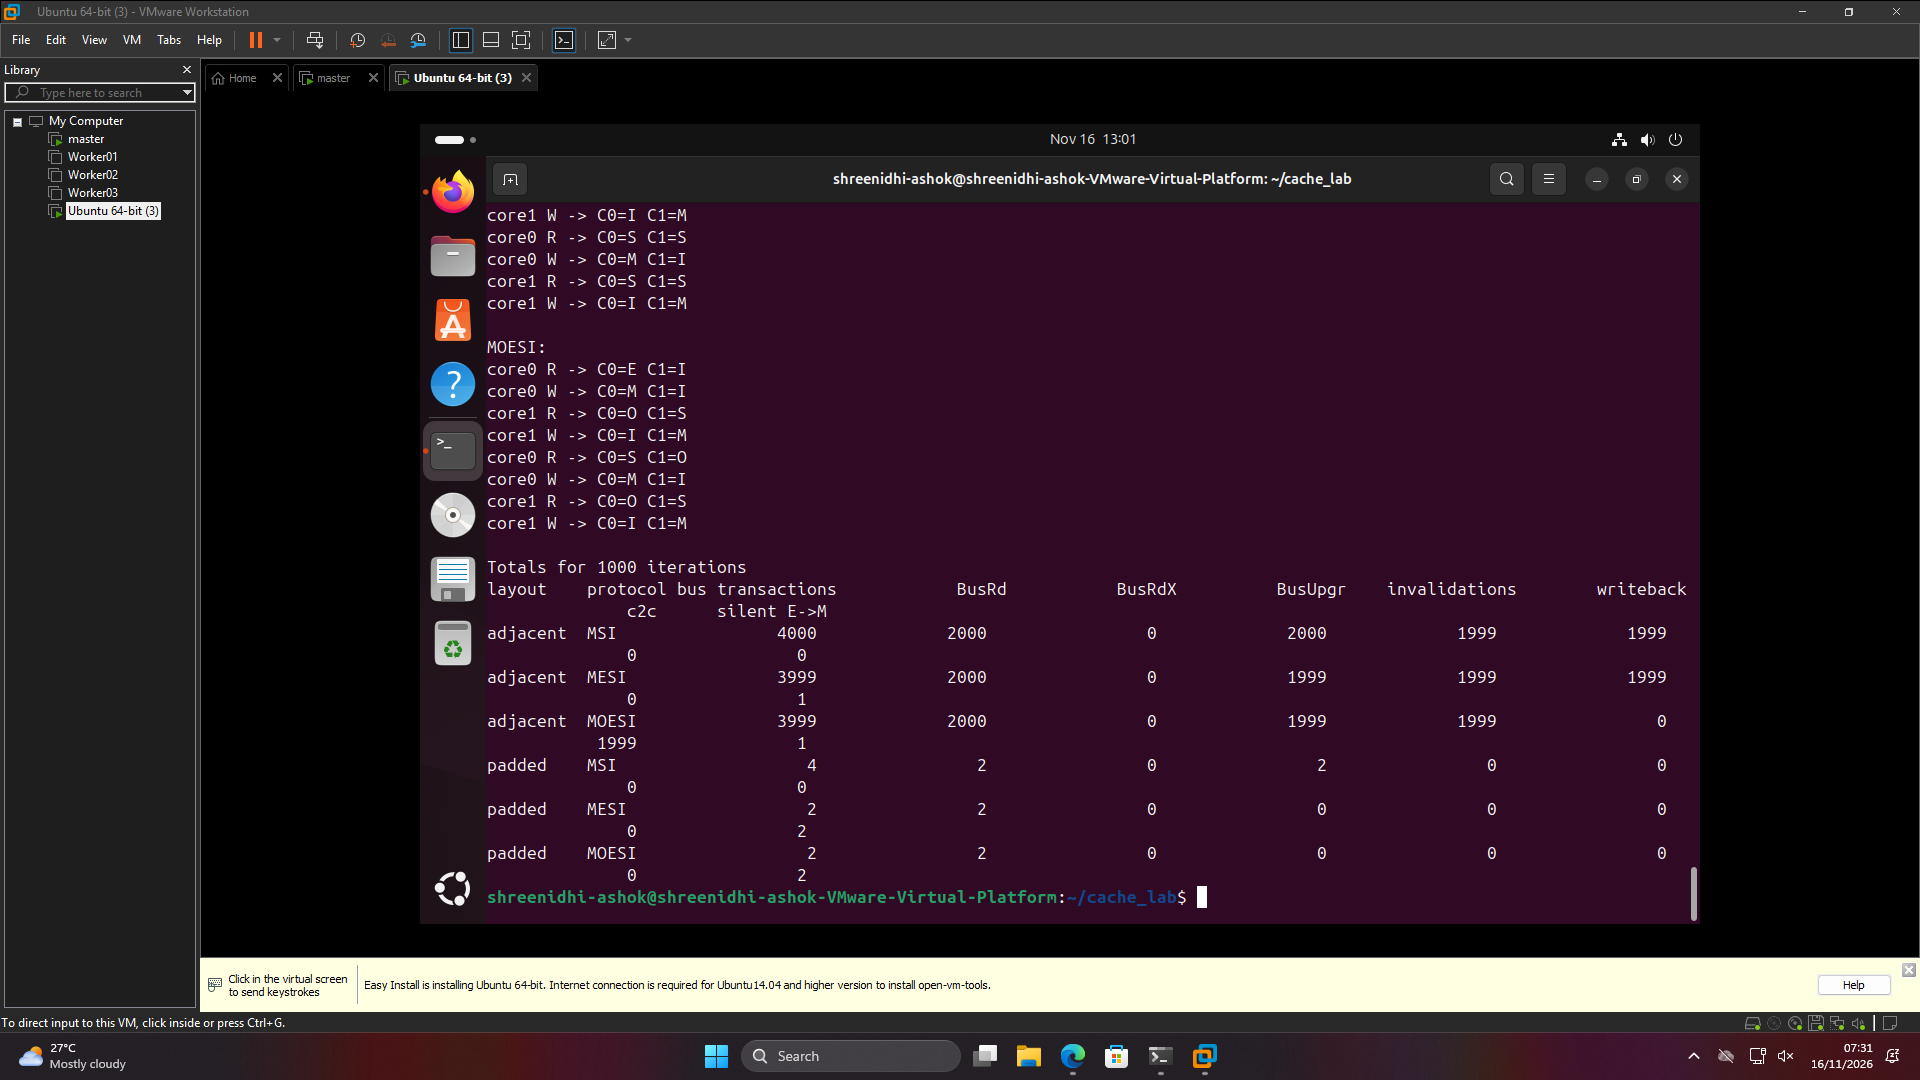 Ubuntu 64-bit (3) - VMware Workstation
File Edit View VM Tabs Help
Library
Type here to search
My Computer
master
Worker01
Worker02
Worker03
Ubuntu 64-bit (3)
Home master Ubuntu 64-bit (3)
Nov 16 13:01
shreenidhi-ashok@shreenidhi-ashok-VMware-Virtual-Platform: ~/cache_lab
core1 W -> C0=I C1=M
core0 R -> C0=S C1=S
core0 W -> C0=M C1=I
core1 R -> C0=S C1=S
core1 W -> C0=I C1=M
MOESI:
core0 R -> C0=E C1=I
core0 W -> C0=M C1=I
core1 R -> C0=O C1=S
core1 W -> C0=I C1=M
core0 R -> C0=S C1=O
core0 W -> C0=M C1=I
core1 R -> C0=O C1=S
core1 W -> C0=I C1=M
Totals for 1000 iterations
layout protocol bus transactions BusRd BusRdX BusUpgr invalidations writeback
c2c silent E->M
adjacent MSI 4000 2000 0 2000 1999 1999
0 0
adjacent MESI 3999 2000 0 1999 1999 1999
0 1
adjacent MOESI 3999 2000 0 1999 1999 0
1999 1
padded MSI 4 2 0 2 0 0
0 0
padded MESI 2 2 0 0 0 0
0 2
padded MOESI 2 2 0 0 0 0
0 2
shreenidhi-ashok@shreenidhi-ashok-VMware-Virtual-Platform:~/cache_lab$
Click in the virtual screen
to send keystrokes
Easy Install is installing Ubuntu 64-bit. Internet connection is required for Ubuntu14.04 and higher version to install open-vm-tools.
Help
To direct input to this VM, click inside or press Ctrl+G.
27°C
Mostly cloudy
Search
07:31
16/11/2026